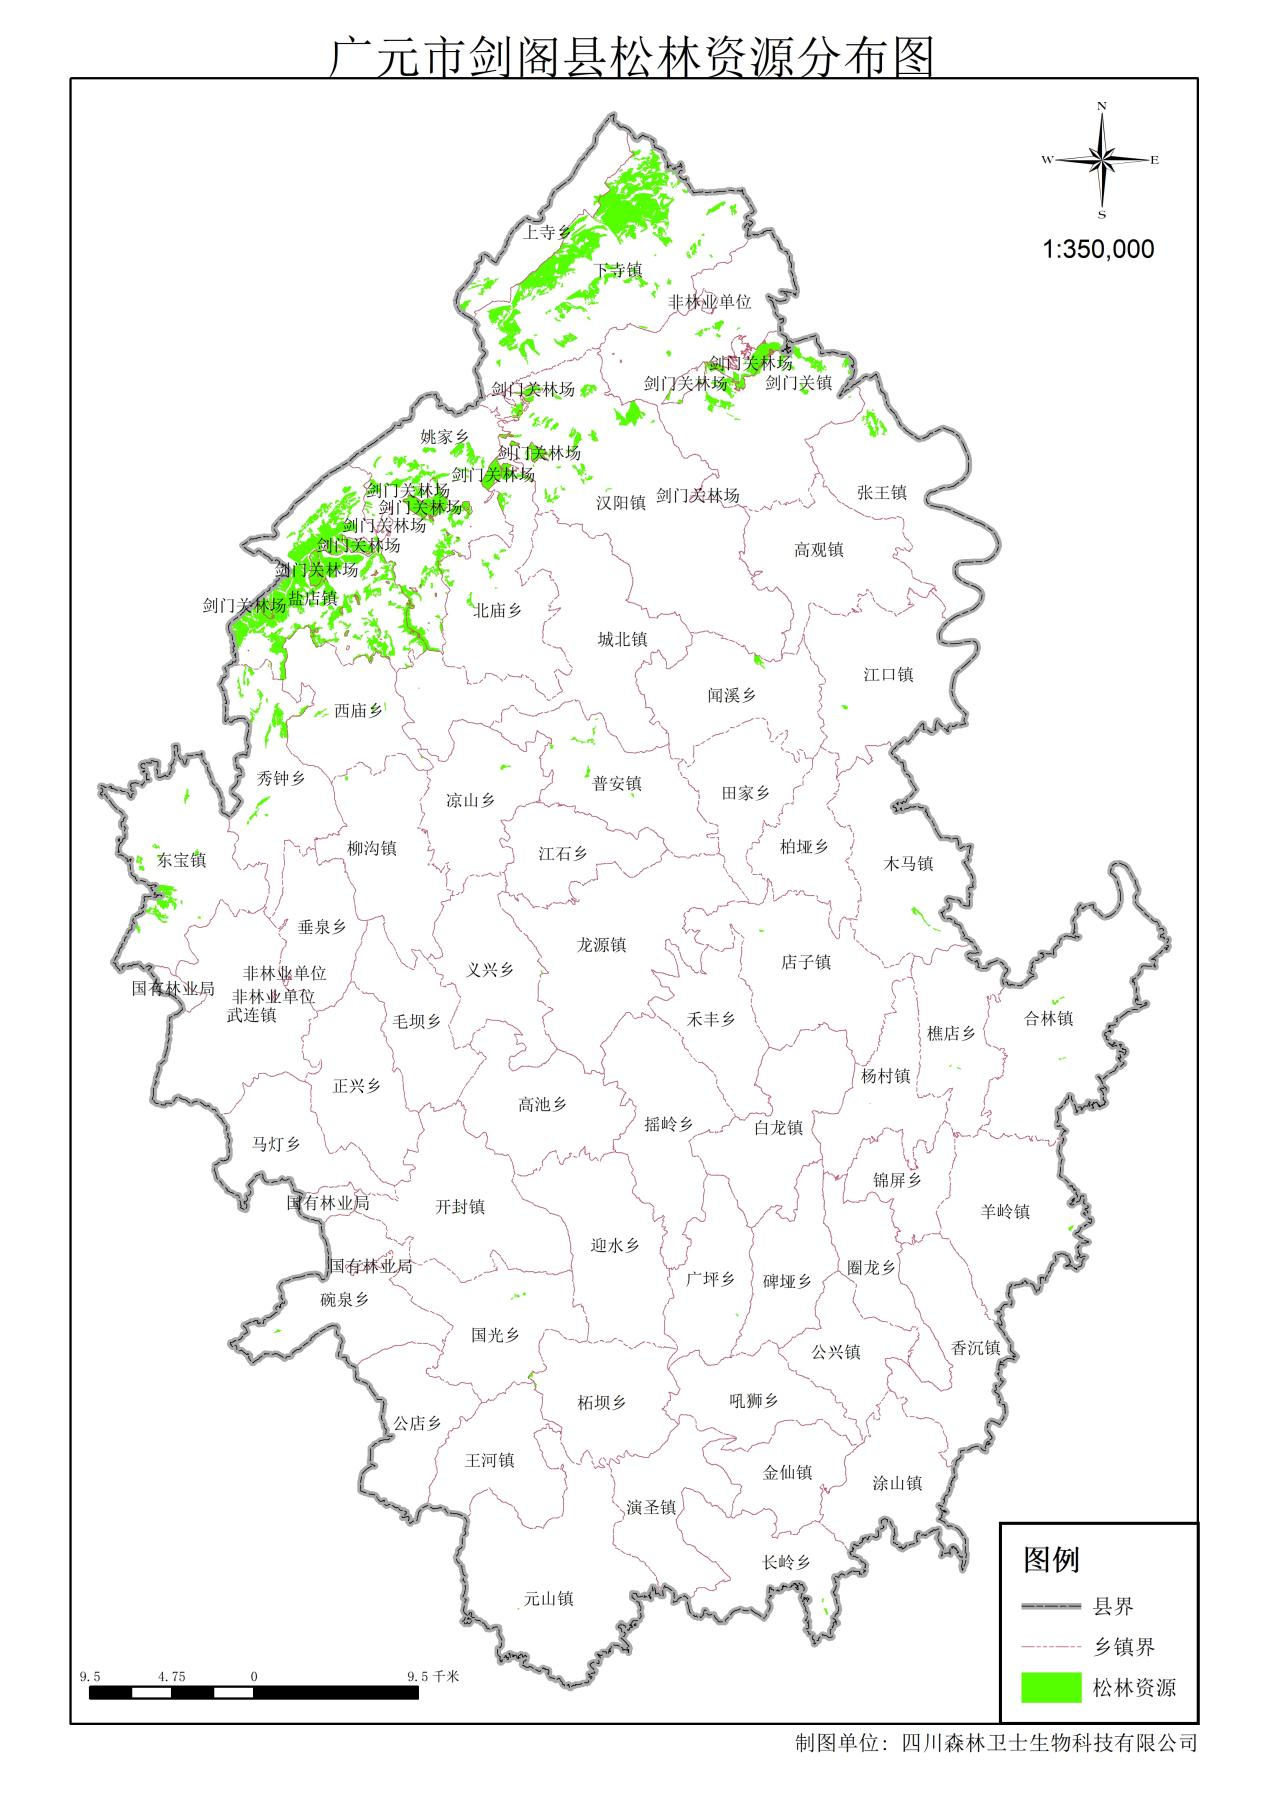 广元市剑阁县松林资源分布图
N
W E
S
1:350,000
上寺乡
下寺镇
非林业单位
剑门关林场
剑门关林场 剑门关镇
剑门关林场
姚家乡
剑门关林场
剑门关林场
剑门关林场
剑门关林场
剑门关林场
剑门关林场
剑门关林场
剑门关林场
剑门关林场
盐店镇
汉阳镇
剑门关林场
张王镇
高观镇
北庙乡
城北镇
江口镇
闻溪乡
西庙乡
秀钟乡
凉山乡
普安镇
田家乡
柳沟镇
江石乡
柏垭乡
木马镇
东宝镇
垂泉乡
龙源镇
义兴乡
店子镇
非林业单位
国有林业局
非林业单位
武连镇
毛坝乡
禾丰乡
樵店乡
合林镇
正兴乡
高池乡
杨村镇
摇岭乡
白龙镇
马灯乡
国有林业局
开封镇
锦屏乡
羊岭镇
迎水乡
国有林业局
广坪乡
碑垭乡
圈龙乡
碗泉乡
国光乡
公兴镇
香沉镇
柘坝乡
吼狮乡
公店乡
王河镇
金仙镇
涂山镇
演圣镇
长岭乡
元山镇
图例
县界
乡镇界
松林资源
9.5 4.75 0 9.5 千米
制图单位：四川森林卫士生物科技有限公司